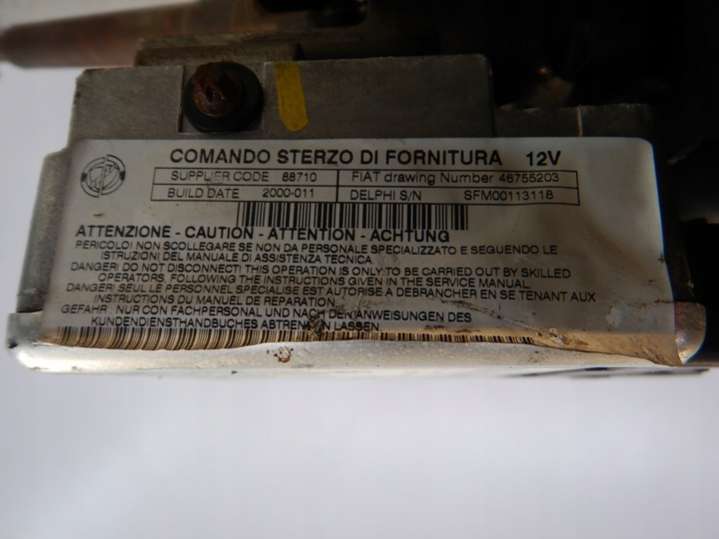 COMANDO STERZO DI FORNITURA 12V
SUPPLIER CODE 88710 FIAT drawing Number 46755203
BUILD DATE 2000-011 DELPHI S/N SFM00113118
ATTENZIONE - CAUTION - ATTENTION - ACHTUNG
PERICOLO! NON SCOLLEGARE SE NON DA PERSONALE SPECIALIZZATO E SEGUENDO LE
ISTRUZIONI DEL MANUALE DI ASSISTENZA TECNICA.
DANGER! DO NOT DISCONNECT! THIS OPERATION IS ONLY TO BE CARRIED OUT BY SKILLED
OPERATORS, FOLLOWING THE INSTRUCTIONS GIVEN IN THE SERVICE MANUAL.
DANGER! SEUL LE PERSONNEL SPECIALIST EST AUTORISE A DEBRANCHER EN SE TENANT AUX
INSTRUCTIONS DU MANUEL DE REPARATION.
GEFAHR! NUR CON FACHPERSONAL UND NACH DER ANWEISUNGEN DES
KUNDENDIENSTHANDBUCHES ABTRENNEN LASSEN.